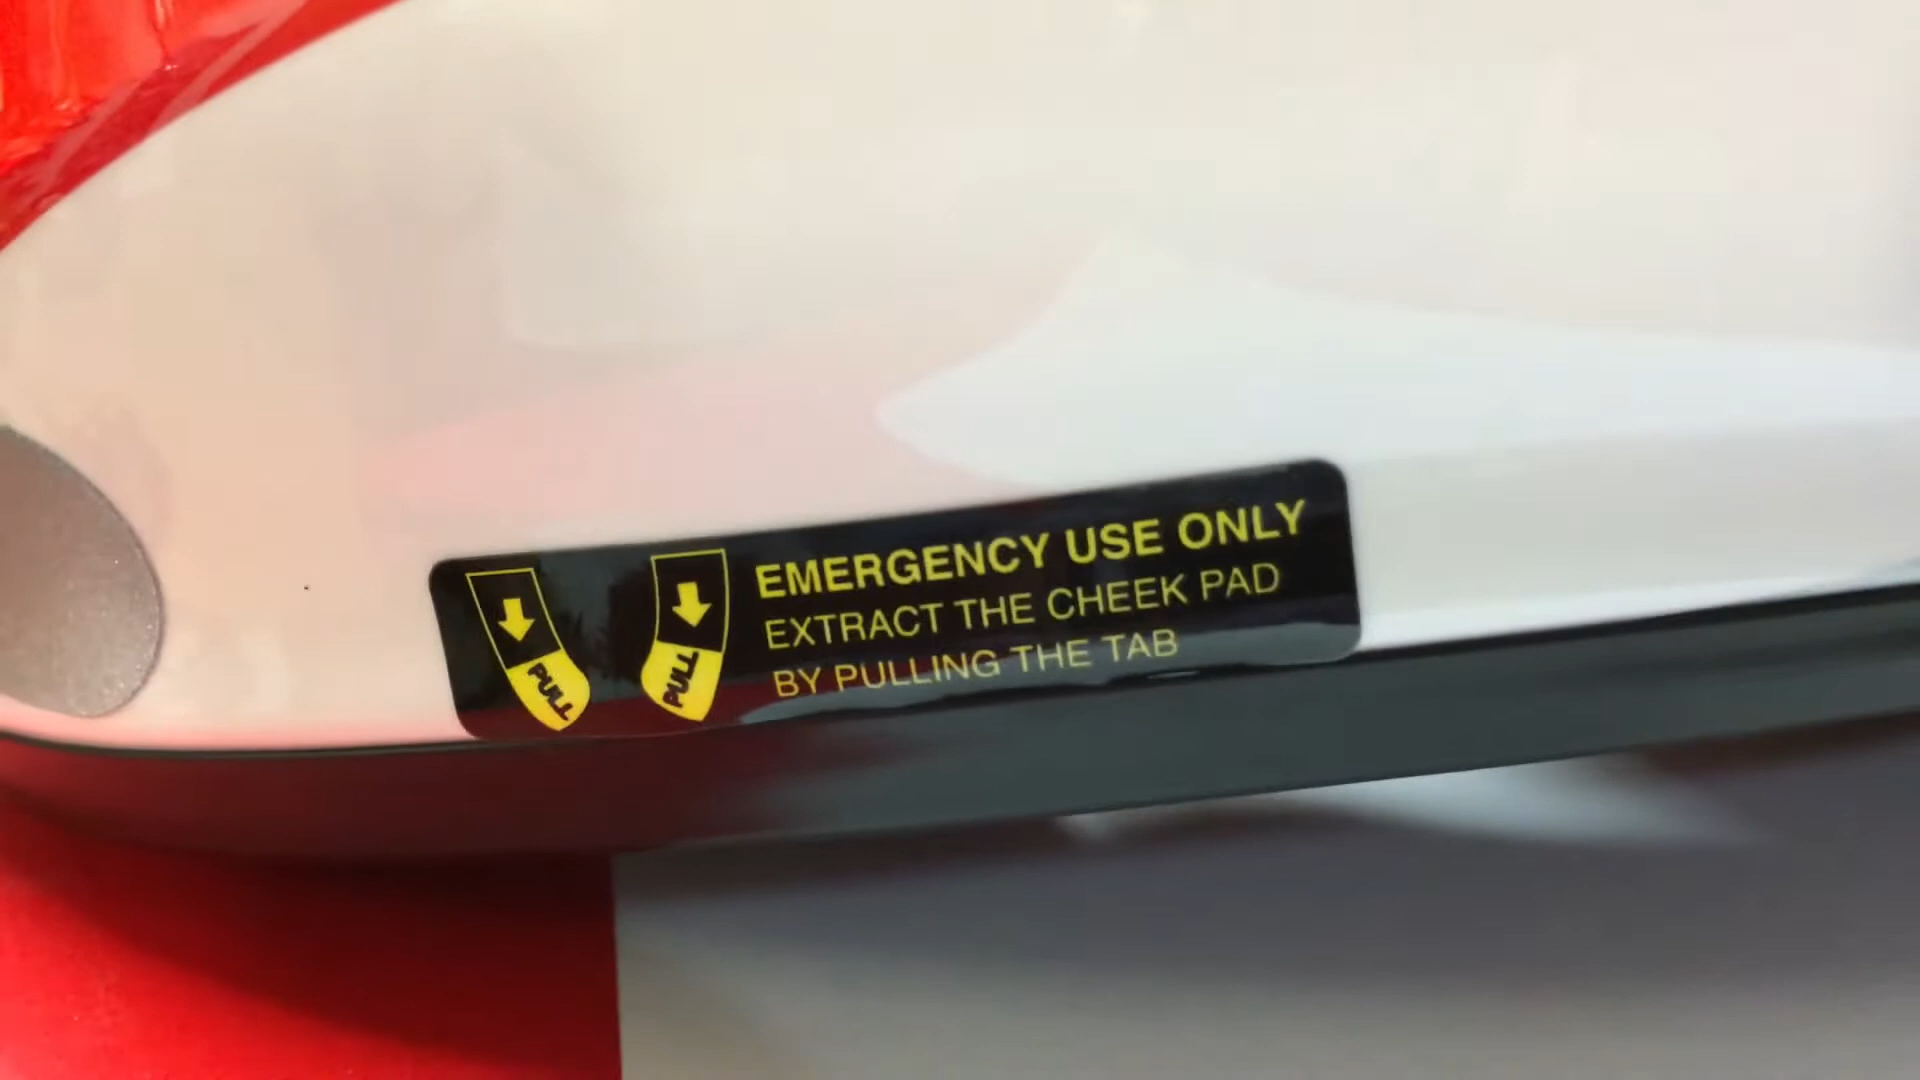 EMERGENCY USE ONLY
EXTRACT THE CHEEK PAD
BY PULLING THE TAB
PULL
PULL